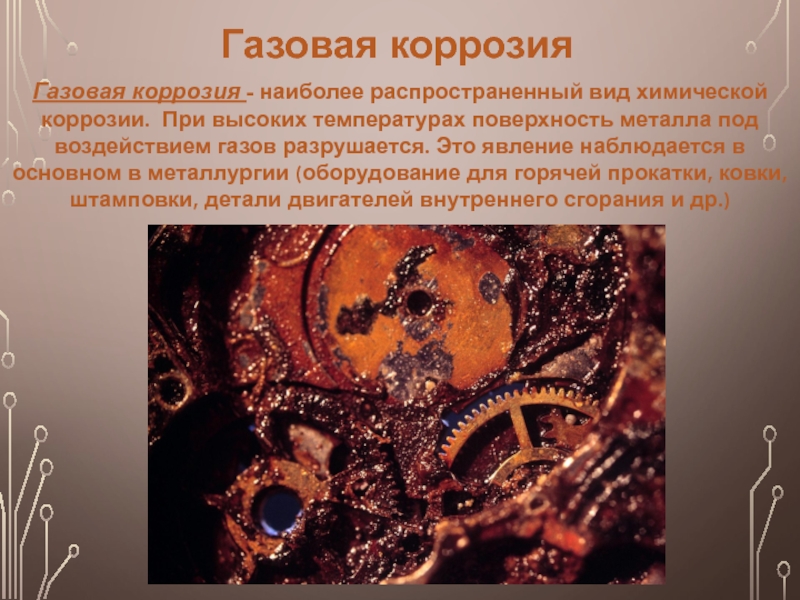 Газовая коррозия
Газовая коррозия - наиболее распространенный вид химической
коррозии. При высоких температурах поверхность металла под
воздействием газов разрушается. Это явление наблюдается в
основном в металлургии (оборудование для горячей прокатки, ковки,
штамповки, детали двигателей внутреннего сгорания и др.)